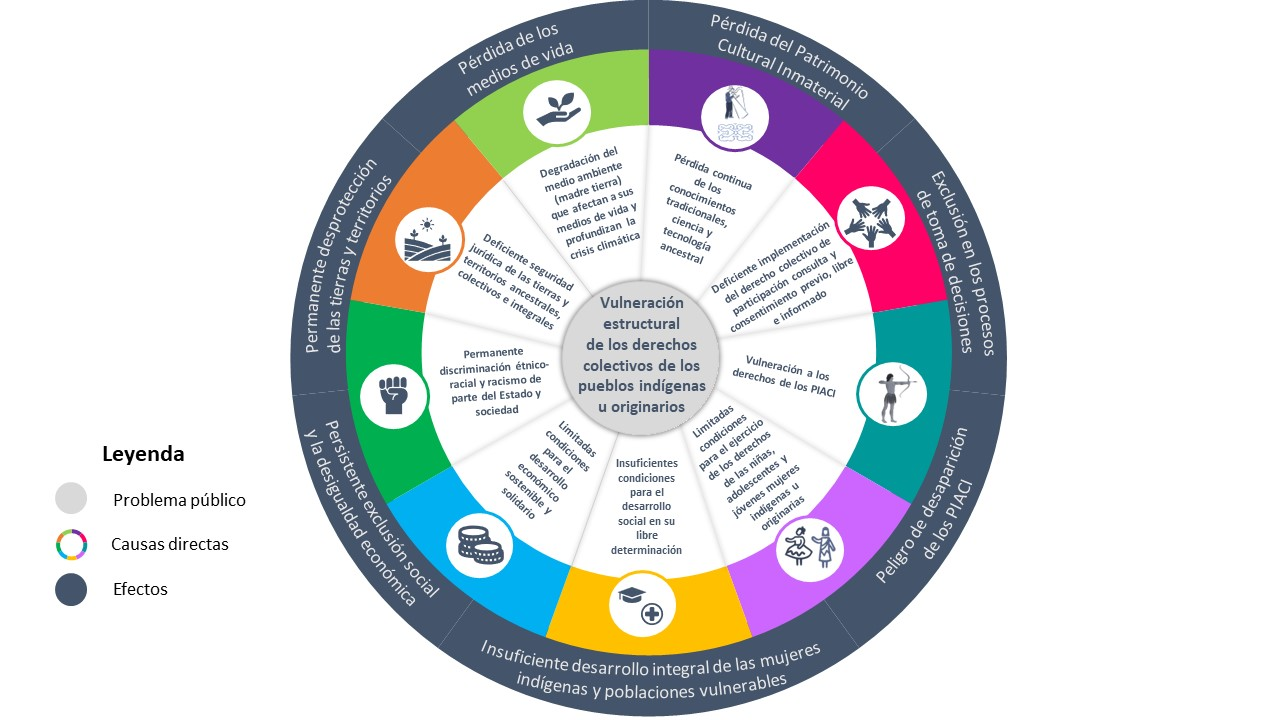 Pérdida de los
medios de vida
Pérdida del Patrimonio
Cultural Inmaterial
Exclusión en los procesos
de toma de decisiones
Peligro de desaparición
de los PIACI
Insuficiente desarrollo integral de las mujeres
indígenas y poblaciones vulnerables
Persistente exclusión social
y la desigualdad económica
Permanente desprotección
de las tierras y territorios
Degradación del
medio ambiente
(madre tierra)
que afectan a sus
medios de vida y
profundizan la
crisis climática
Pérdida continua
de los
conocimientos
tradicionales,
ciencia y
tecnología
ancestral
Deficiente implementación
del derecho colectivo de
participación consulta y
consentimiento previo, libre
e informado
Vulneración a los
derechos de los PIACI
Limitadas
condiciones
para el ejercicio
de los derechos
de las niñas,
adolescentes y
jóvenes mujeres
indígenas u
originarias
Insuficientes
condiciones
para el
desarrollo
social en su
libre
determinación
Limitadas
condiciones
para el
desarrollo
económico
sostenible y
solidario
Permanente
discriminación étnico-
racial y racismo de
parte del Estado y
sociedad
Deficiente seguridad
jurídica de las tierras y
territorios ancestrales,
colectivos e integrales
Vulneración
estructural
de los derechos
colectivos de los
pueblos indígenas
u originarios
Leyenda
Problema público
Causas directas
Efectos